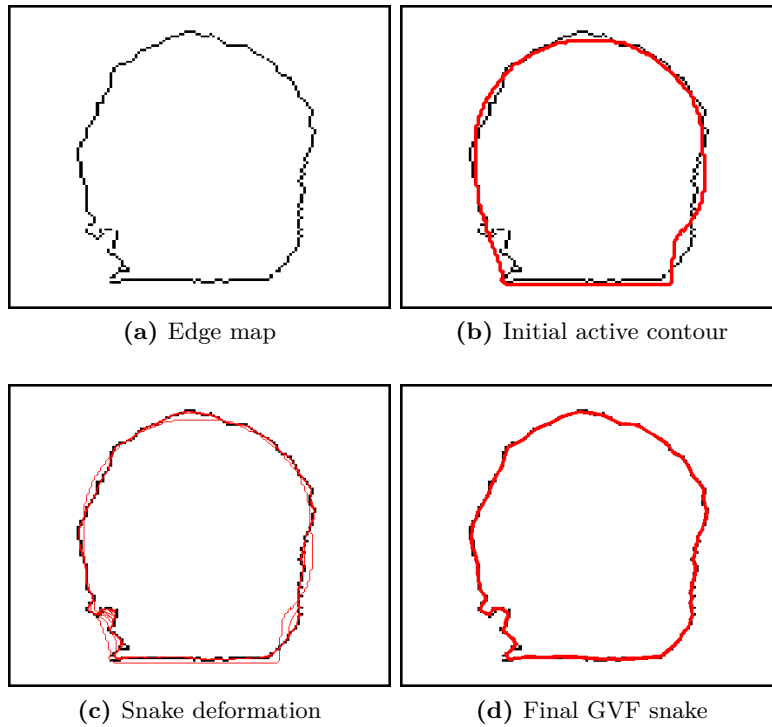 (a) Edge map
(b) Initial active contour
(c) Snake deformation
(d) Final GVF snake